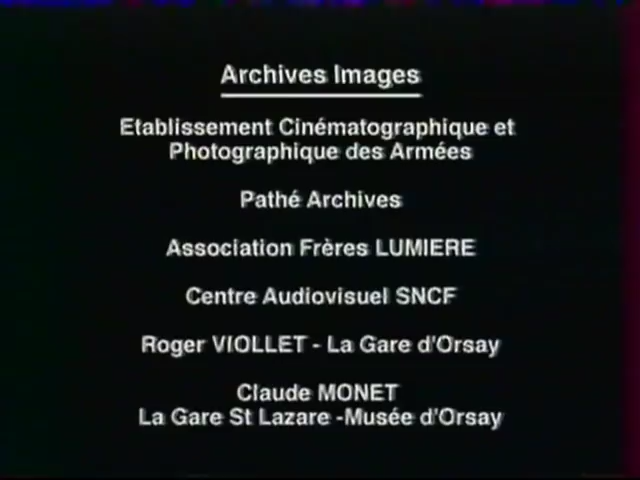 Archives Images
Etablissement Cinématographique et
Photographique des Armées
Pathé Archives
Association Frères LUMIERE
Centre Audiovisuel SNCF
Roger VIOLLET - La Gare d'Orsay
Claude MONET
La Gare St Lazare -Musée d'Orsay